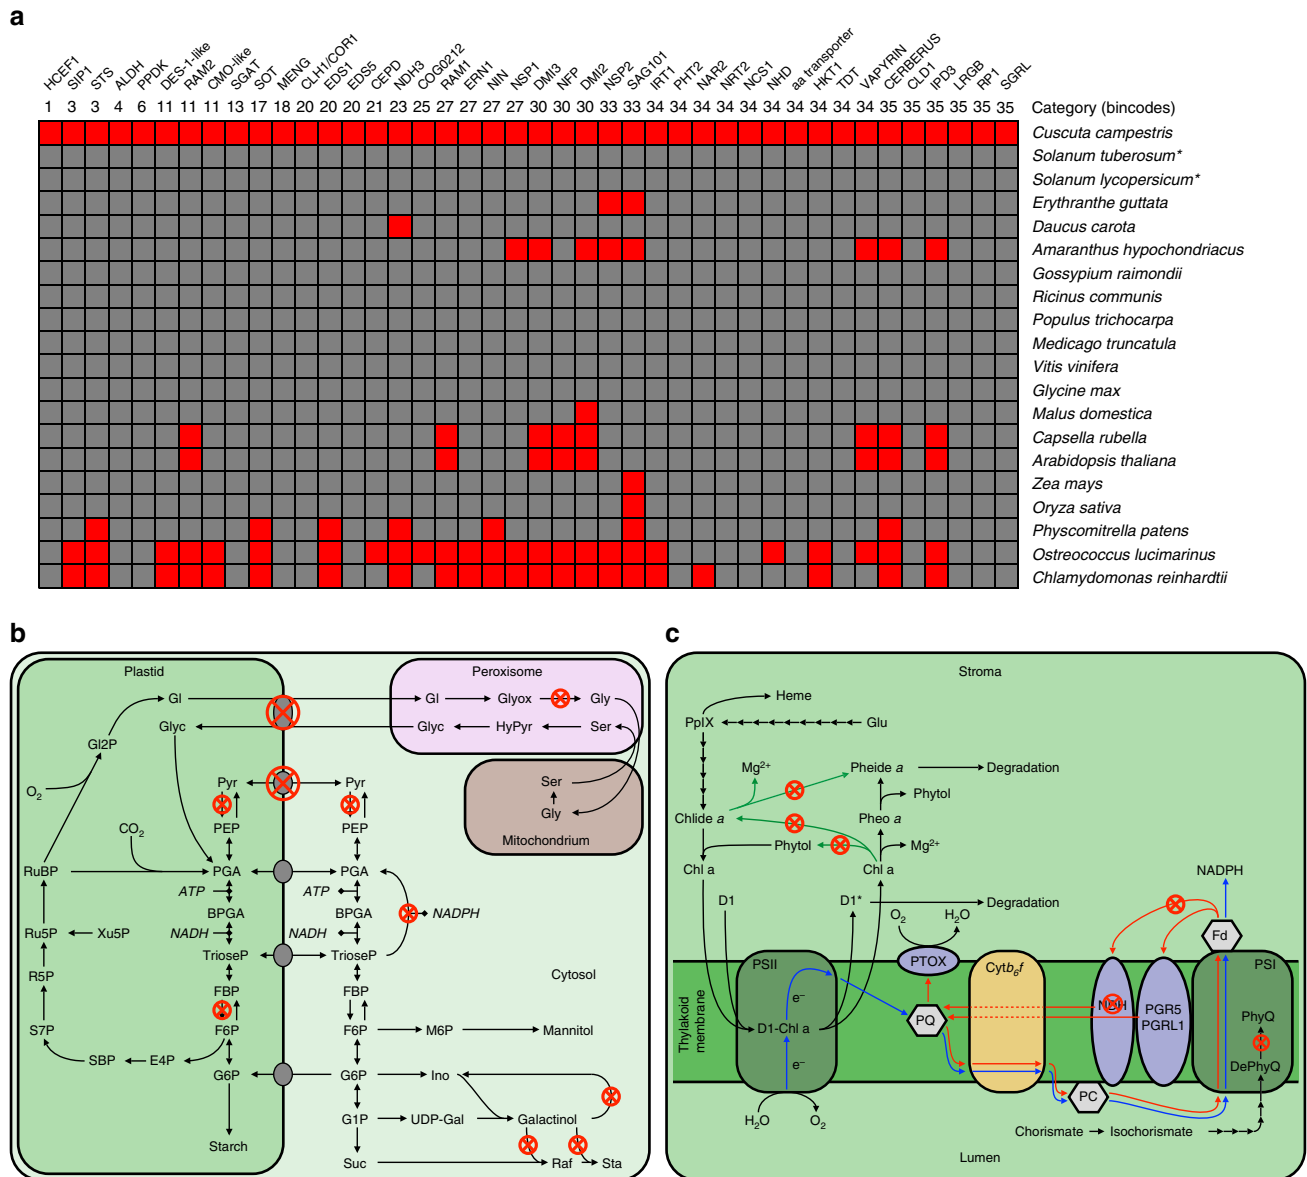 a
HCEF1 SIP1 STS ALDH PPDK DES-1-like RAM2 CMO-like SGAT SOT MENG CLH1/COR1 EDS1 EDS5 CEPD NDH3 COG0212 RAM1 ERN1 NIN NSP1 DMI3 NFP DMI2 NSP2 SAG101 IRT1 PHT2 NAR2 NRT2 NCS1 NHD aa transporter HKT1 TDT VAPYRIN CERBERUS CLD1 IPD3 LRGB RP1 SGRL
1 3 3 4 6 11 11 11 13 17 18 20 20 20 21 23 25 27 27 27 27 30 30 30 33 33 34 34 34 34 34 34 34 34 34 34 35 35 35 35 35 35 Category (bincodes)
Cuscuta campestris
Solanum tuberosum*
Solanum lycopersicum*
Erythranthe guttata
Daucus carota
Amaranthus hypochondriacus
Gossypium raimondii
Ricinus communis
Populus trichocarpa
Medicago truncatula
Vitis vinifera
Glycine max
Malus domestica
Capsella rubella
Arabidopsis thaliana
Zea mays
Oryza sativa
Physcomitrella patens
Ostreococcus lucimarinus
Chlamydomonas reinhardtii
b
Plastid
Peroxisome
Gl
Gl
Glyox
Gly
Glyc
Glyc
HyPyr
Ser
Gl2P
Pyr
Pyr
Ser
O2
Gly
CO2
PEP
PEP
Mitochondrium
RuBP
PGA
PGA
ATP
ATP
BPGA
BPGA
NADPH
Ru5P
Xu5P
NADH
NADH
TrioseP
TrioseP
R5P
Cytosol
FBP
FBP
S7P
F6P
F6P
M6P
Mannitol
SBP
E4P
G6P
G6P
Ino
G1P
UDP-Gal
Galactinol
Starch
Suc
Raf
Sta
c
Stroma
Heme
PpIX
Glu
Mg2+
Pheide a
Degradation
Phytol
Chlide a
Pheo a
Phytol
Mg2+
Chl a
Chl a
NADPH
D1
D1*
Degradation
O2
H2O
Fd
PSII
PTOX
Cytb6f
PSI
e–
NDH
PGR5
PGRL1
PhyQ
PQ
Thylakoid
membrane
D1-Chl a
e–
DePhyQ
PC
H2O
O2
Chorismate
Isochorismate
Lumen